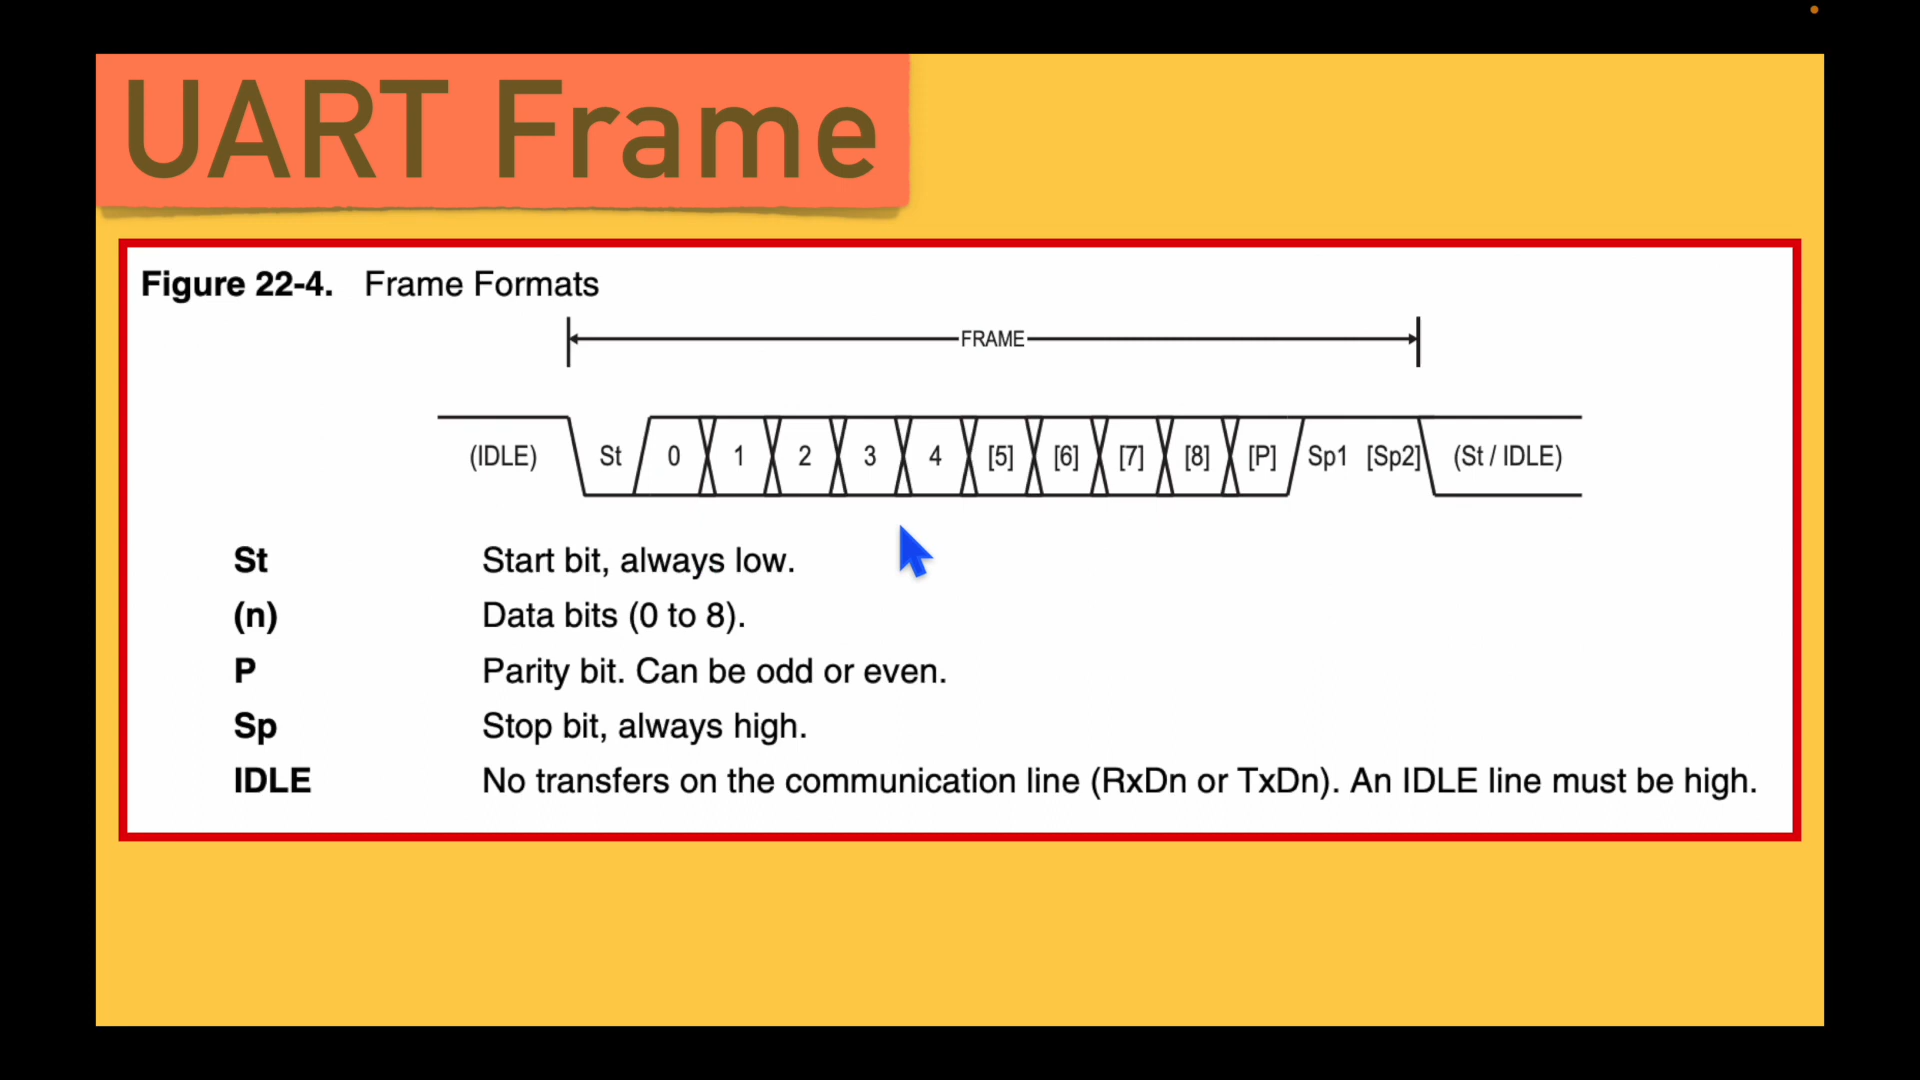 UART Frame
Figure 22-4. Frame Formats
FRAME
(IDLE) St 0 1 2 3 4 [5] [6] [7] [8] [P] Sp1 [Sp2] (St / IDLE)
St Start bit, always low.
(n) Data bits (0 to 8).
P Parity bit. Can be odd or even.
Sp Stop bit, always high.
IDLE No transfers on the communication line (RxDn or TxDn). An IDLE line must be high.